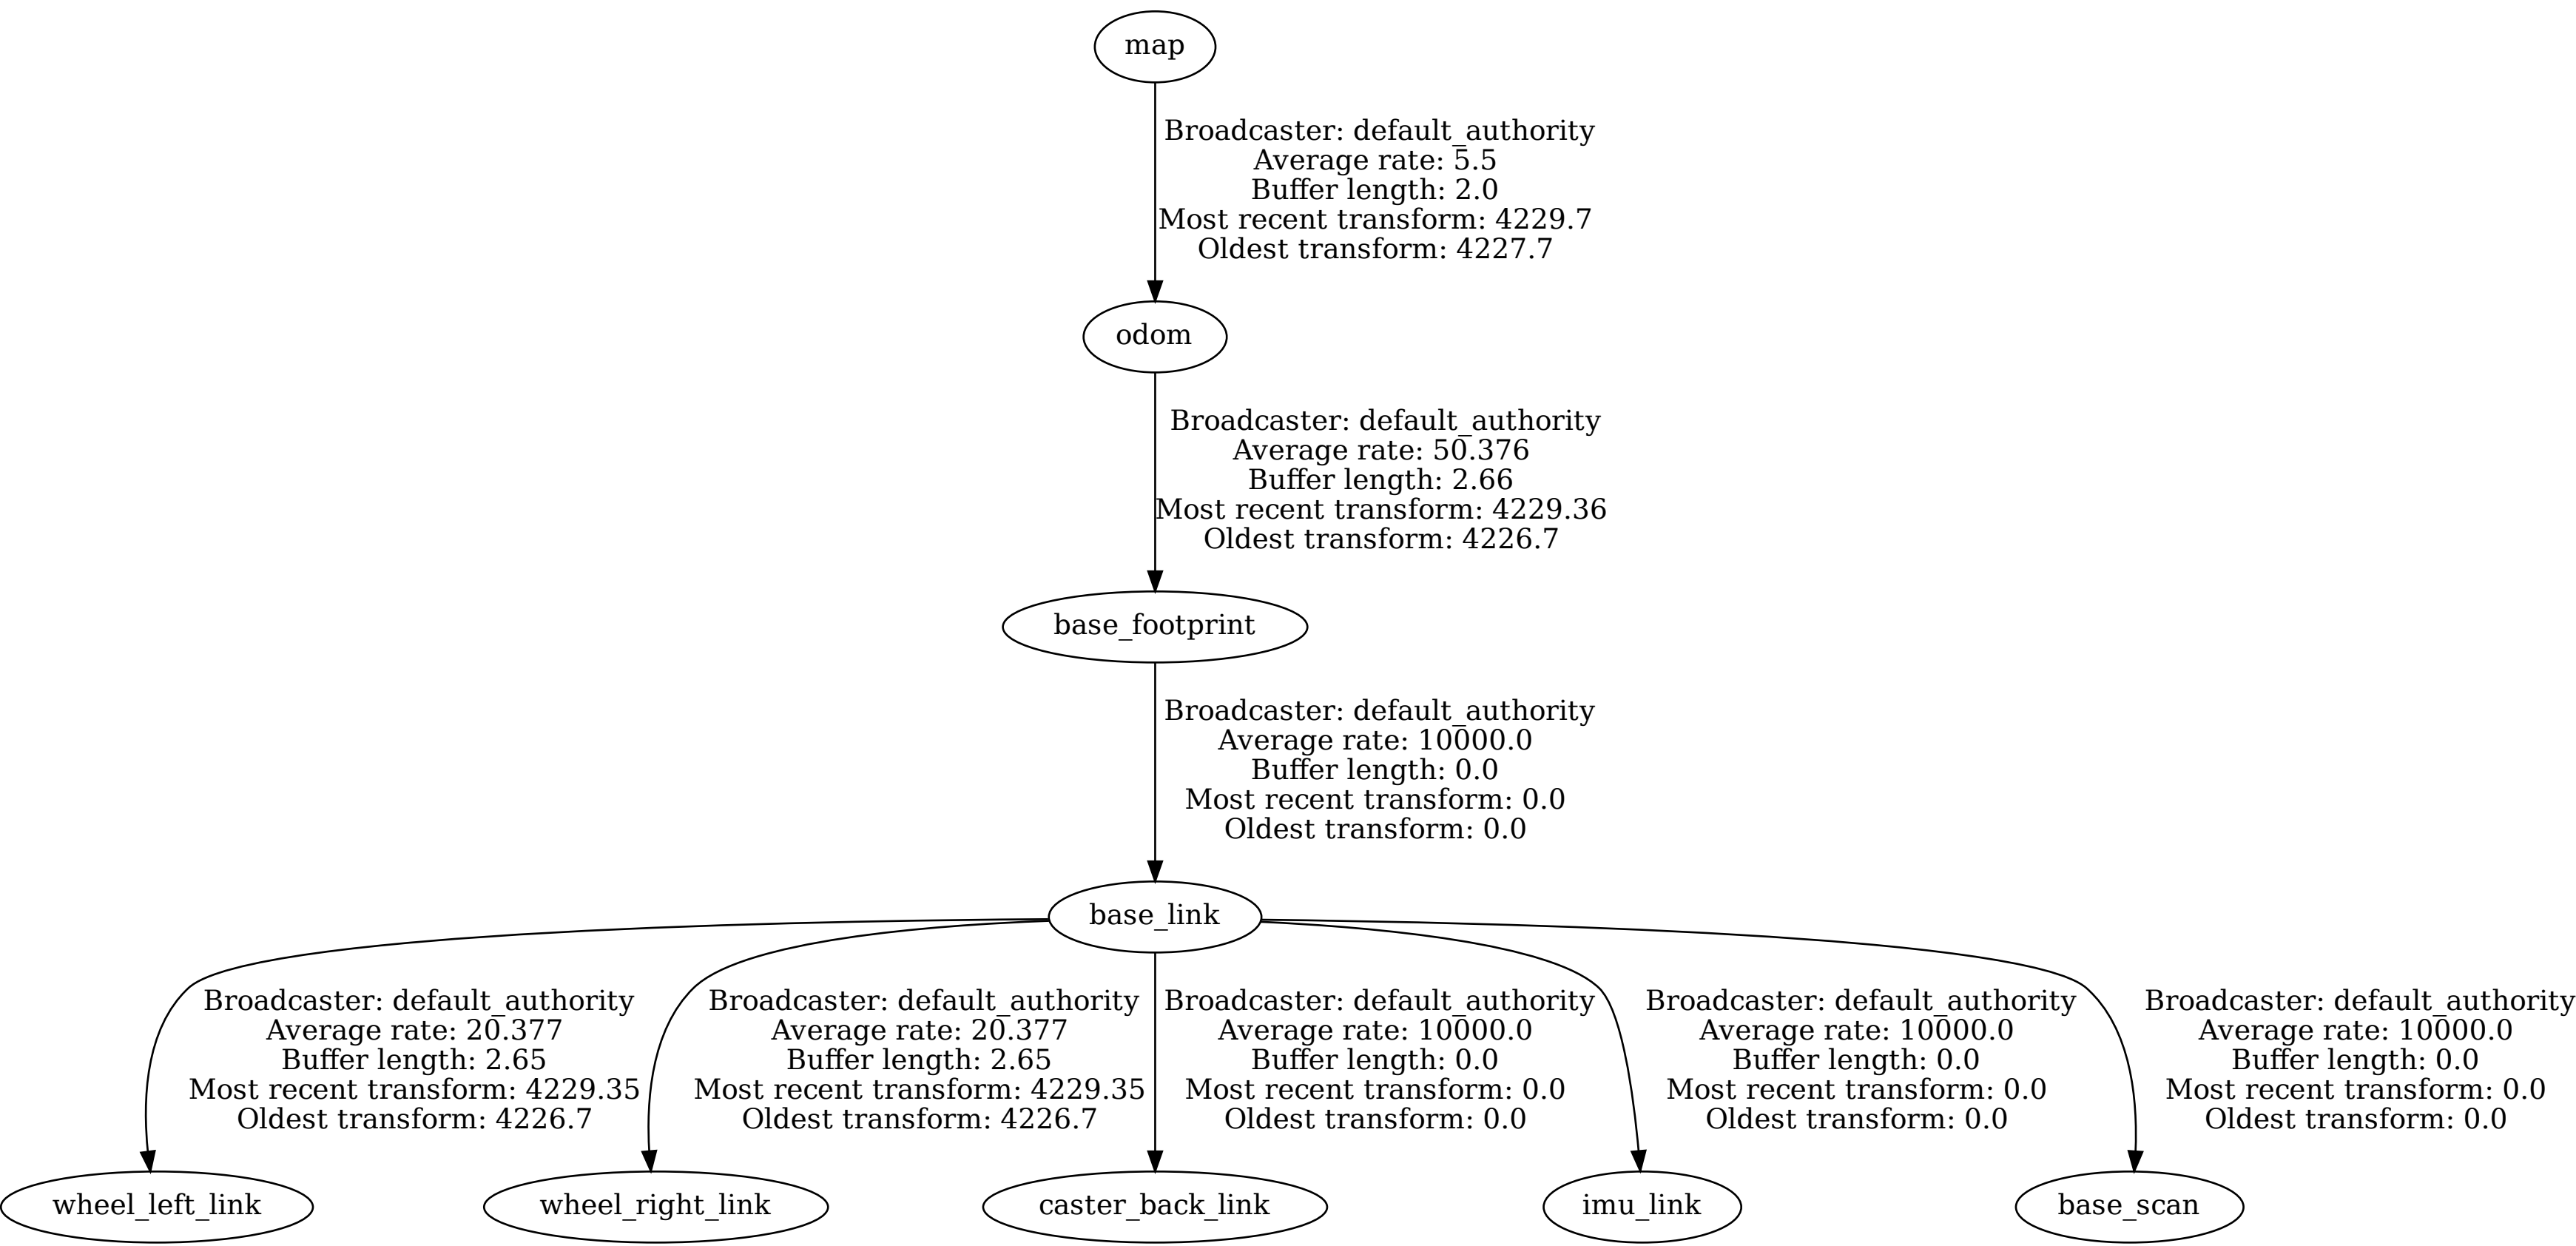 map
Broadcaster: default_authority
Average rate: 5.5
Buffer length: 2.0
Most recent transform: 4229.7
Oldest transform: 4227.7
odom
Broadcaster: default_authority
Average rate: 50.376
Buffer length: 2.66
Most recent transform: 4229.36
Oldest transform: 4226.7
base_footprint
Broadcaster: default_authority
Average rate: 10000.0
Buffer length: 0.0
Most recent transform: 0.0
Oldest transform: 0.0
base_link
Broadcaster: default_authority
Average rate: 20.377
Buffer length: 2.65
Most recent transform: 4229.35
Oldest transform: 4226.7
Broadcaster: default_authority
Average rate: 20.377
Buffer length: 2.65
Most recent transform: 4229.35
Oldest transform: 4226.7
Broadcaster: default_authority
Average rate: 10000.0
Buffer length: 0.0
Most recent transform: 0.0
Oldest transform: 0.0
Broadcaster: default_authority
Average rate: 10000.0
Buffer length: 0.0
Most recent transform: 0.0
Oldest transform: 0.0
Broadcaster: default_authority
Average rate: 10000.0
Buffer length: 0.0
Most recent transform: 0.0
Oldest transform: 0.0
wheel_left_link
wheel_right_link
caster_back_link
imu_link
base_scan